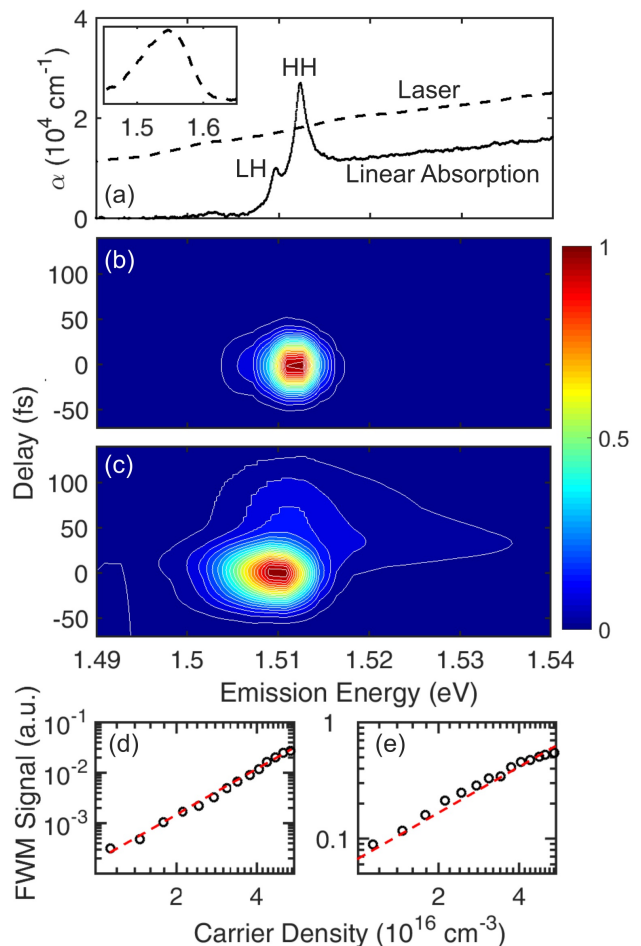 4
2
0
α (10⁴ cm⁻¹)
1.5 1.6
HH
LH
Laser
Linear Absorption
(a)
(b)
100
50
0
-50
(c)
100
50
0
-50
Delay (fs)
1
0.5
0
1.49 1.5 1.51 1.52 1.53 1.54
Emission Energy (eV)
FWM Signal (a.u.)
10⁻¹
10⁻²
10⁻³
(d)
2 4
1
0.1
(e)
2 4
Carrier Density (10¹⁶ cm⁻³)